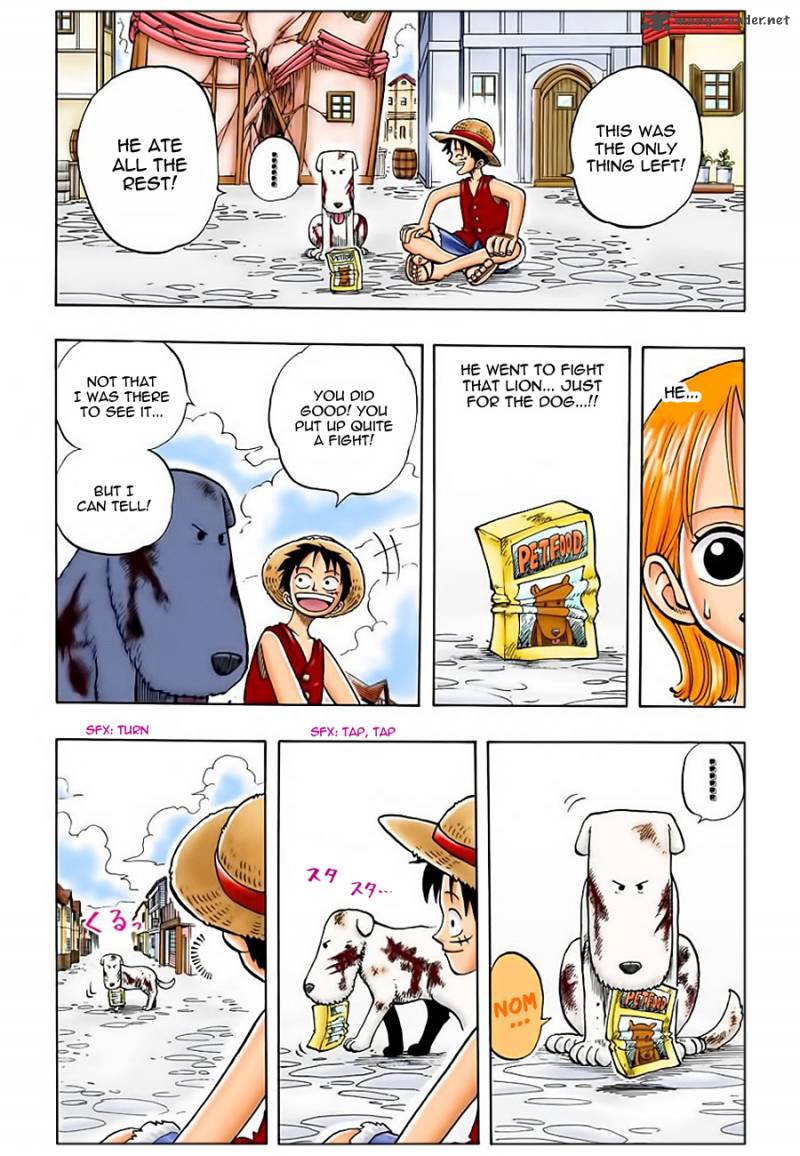 THIS WAS
THE ONLY
THING LEFT!
HE ATE
ALL THE
REST!
HE...
HE WENT TO FIGHT
THAT LION... JUST
FOR THE DOG...!!
PETFOOD
YOU DID
GOOD! YOU
PUT UP QUITE
A FIGHT!
NOT THAT
I WAS THERE
TO SEE IT...
BUT I
CAN TELL!
NOM
...
PETFOOD
SFX: TAP, TAP
スタ
スタ...
SFX: TURN
くるっ